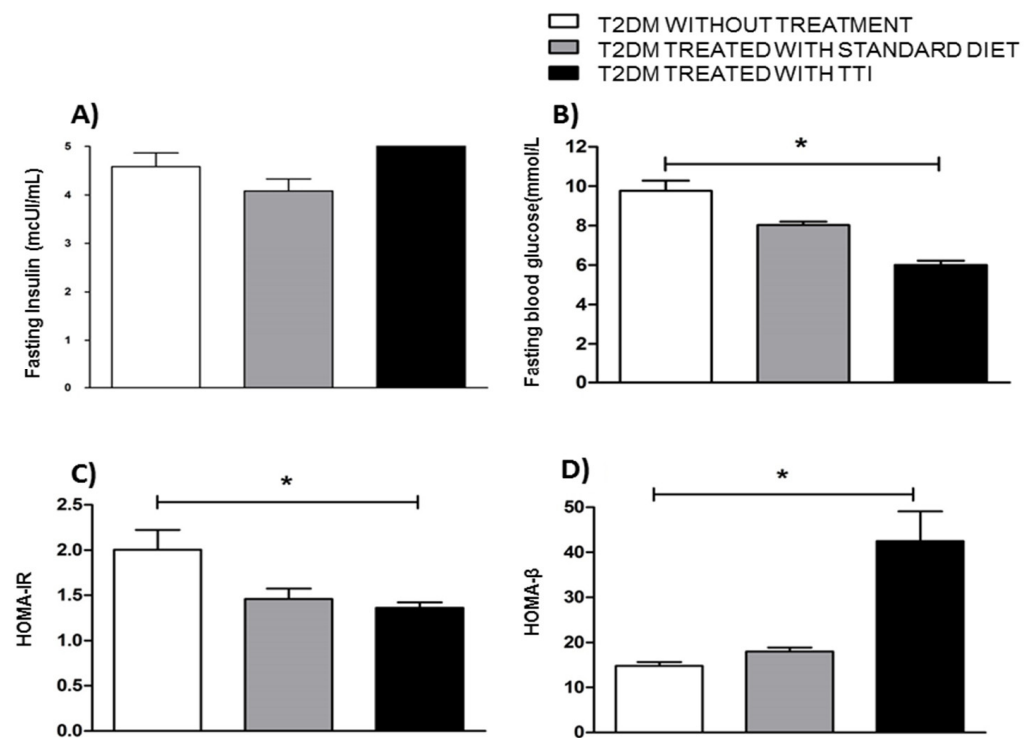 T2DM WITHOUT TREATMENT
T2DM TREATED WITH STANDARD DIET
T2DM TREATED WITH TTI
A)
Fasting Insulin (mcUI/mL)
5
4
3
2
1
0
B)
Fasting blood glucose(mmol/L
12
10
8
6
4
2
0
*
C)
HOMA-IR
2.5
2.0
1.5
1.0
0.5
0.0
*
D)
HOMA-β
50
40
30
20
10
0
*